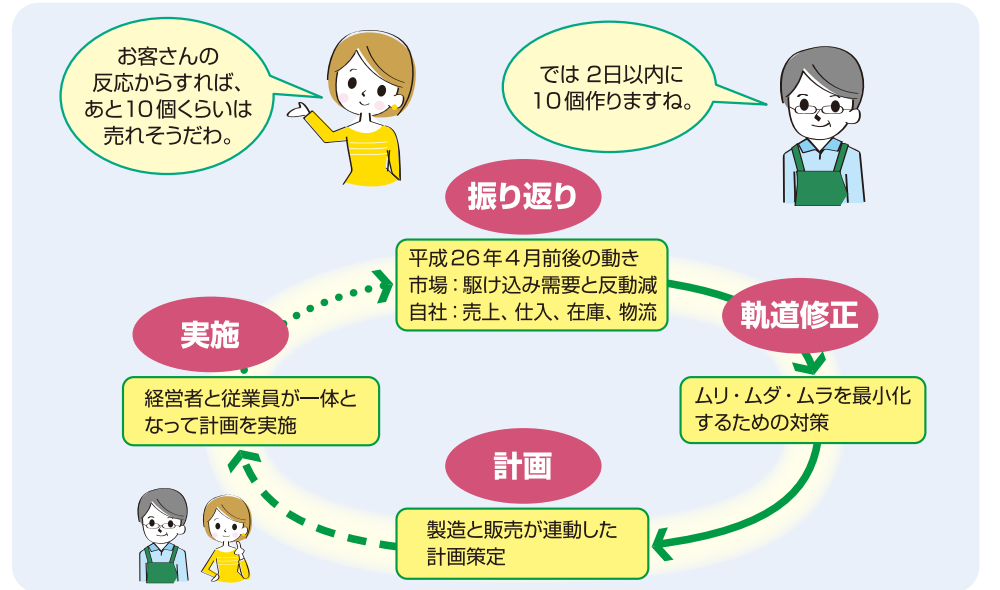 お客さんの
反応からすれば、
あと10個くらいは
売れそうだわ。
では 2日以内に
10個作りますね。
振り返り
平成26年4月前後の動き
市場：駆け込み需要と反動減
自社：売上、仕入、在庫、物流
軌道修正
ムリ・ムダ・ムラを最小化
するための対策
計画
製造と販売が連動した
計画策定
実施
経営者と従業員が一体と
なって計画を実施